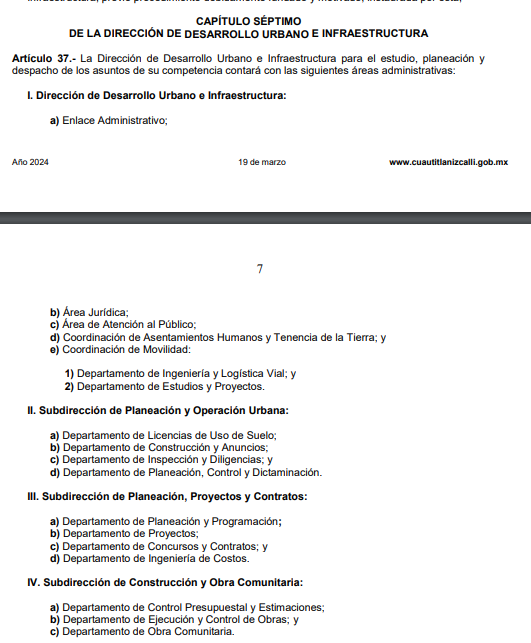 CAPÍTULO SÉPTIMO
DE LA DIRECCIÓN DE DESARROLLO URBANO E INFRAESTRUCTURA
Artículo 37.- La Dirección de Desarrollo Urbano e Infraestructura para el estudio, planeación y
despacho de los asuntos de su competencia contará con las siguientes áreas administrativas:
I. Dirección de Desarrollo Urbano e Infraestructura:
a) Enlace Administrativo;
Año 2024 19 de marzo www.cuautitlanizcalli.gob.mx
7
b) Área Jurídica;
c) Área de Atención al Público;
d) Coordinación de Asentamientos Humanos y Tenencia de la Tierra; y
e) Coordinación de Movilidad:
1) Departamento de Ingeniería y Logística Vial; y
2) Departamento de Estudios y Proyectos.
II. Subdirección de Planeación y Operación Urbana:
a) Departamento de Licencias de Uso de Suelo;
b) Departamento de Construcción y Anuncios;
c) Departamento de Inspección y Diligencias; y
d) Departamento de Planeación, Control y Dictaminación.
III. Subdirección de Planeación, Proyectos y Contratos:
a) Departamento de Planeación y Programación;
b) Departamento de Proyectos;
c) Departamento de Concursos y Contratos; y
d) Departamento de Ingeniería de Costos.
IV. Subdirección de Construcción y Obra Comunitaria:
a) Departamento de Control Presupuestal y Estimaciones;
b) Departamento de Ejecución y Control de Obras; y
c) Departamento de Obra Comunitaria.